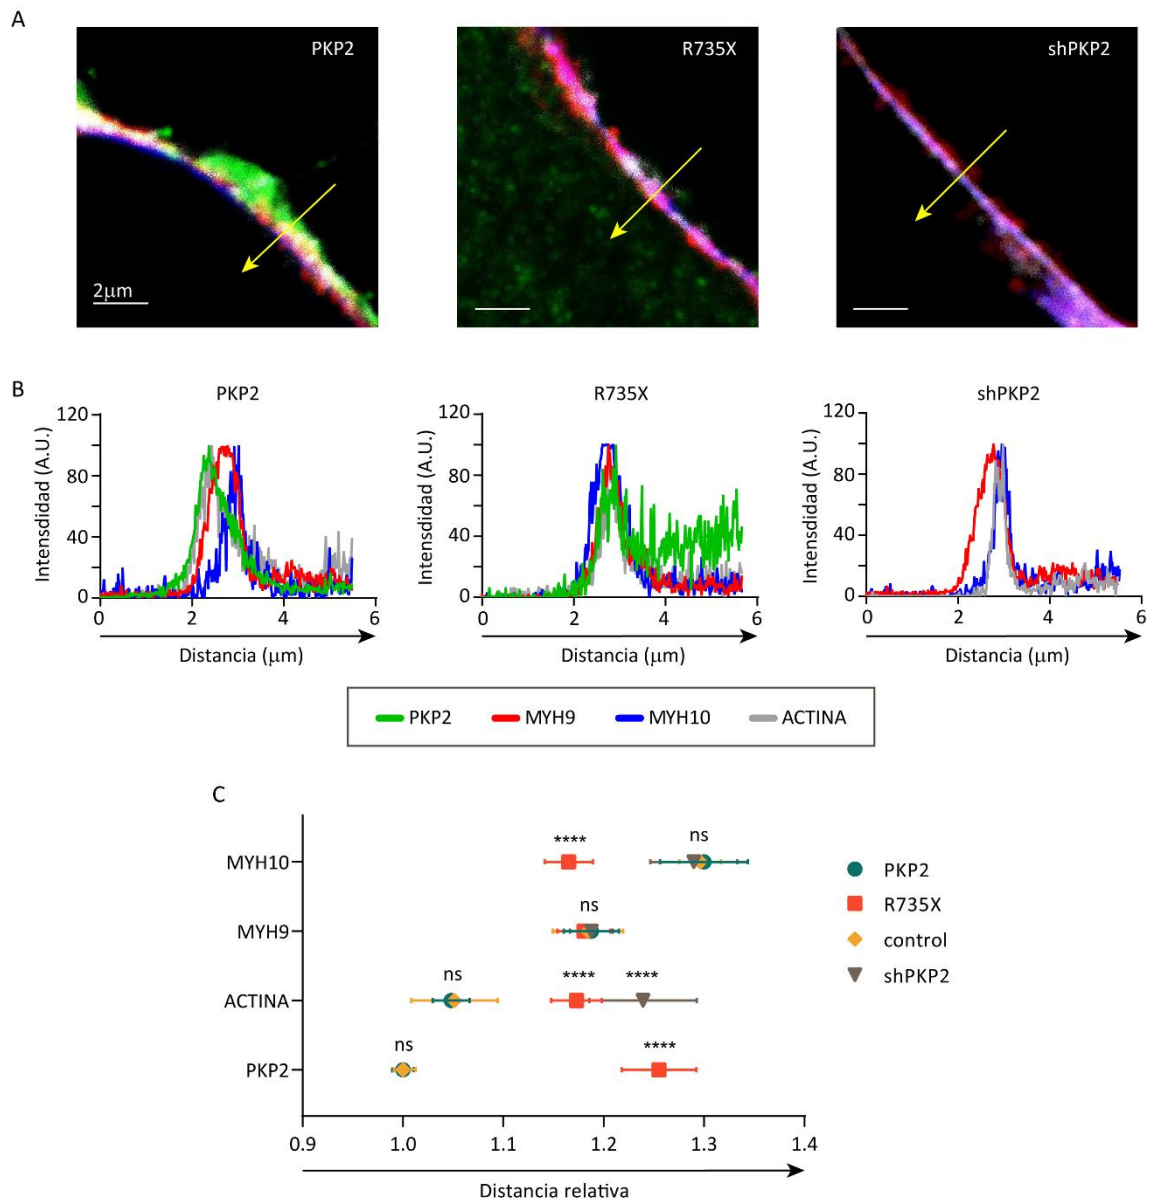 A
PKP2
R735X
shPKP2
2μm
B
PKP2
R735X
shPKP2
120
80
40
0
Intensdidad (A.U.)
0
2
4
6
Distancia (μm)
120
80
40
0
Intensdidad (A.U.)
0
2
4
6
Distancia (μm)
120
80
40
0
Intensdidad (A.U.)
0
2
4
6
Distancia (μm)
PKP2
MYH9
MYH10
ACTINA
C
MYH10
MYH9
ACTINA
PKP2
****
ns
ns
ns
****
****
ns
****
0.9
1.0
1.1
1.2
1.3
1.4
Distancia relativa
PKP2
R735X
control
shPKP2